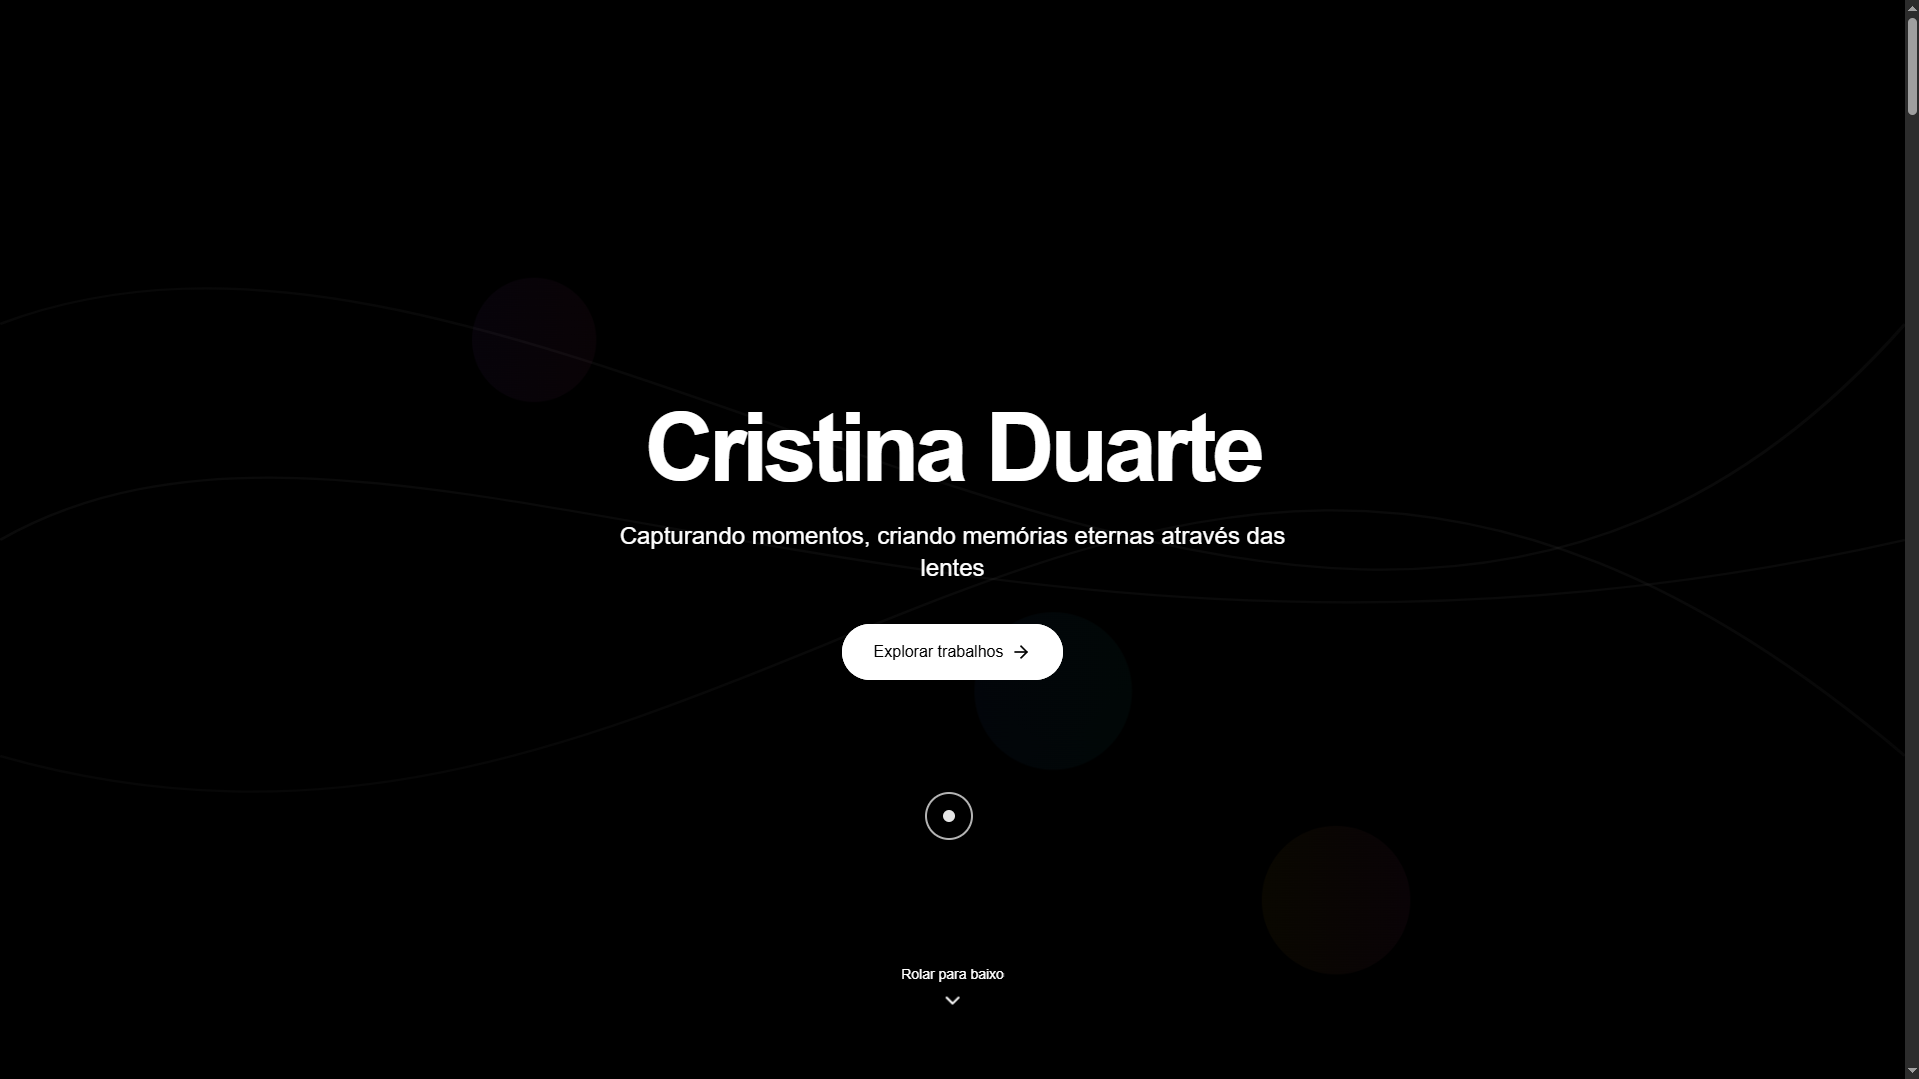 Cristina Duarte
Capturando momentos, criando memórias eternas através das
lentes
Explorar trabalhos
Rolar para baixo